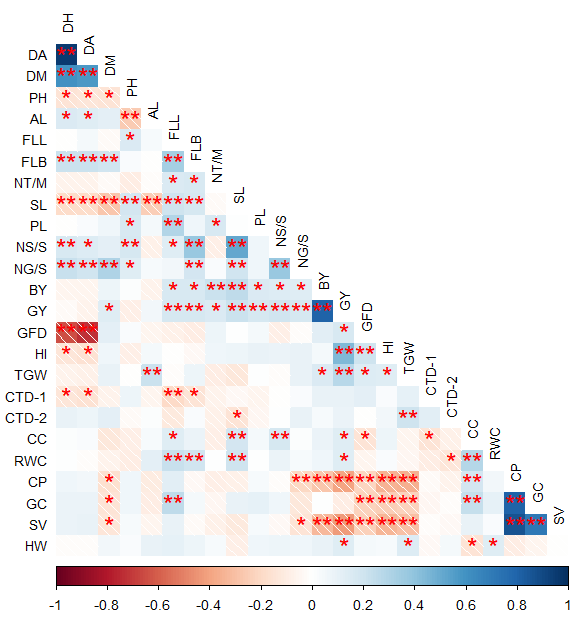 DH
DA ** DA
DM ** ** DM
PH * * * PH
AL * * ** AL
FLL * FLL
FLB ** ** ** ** FLB
NT/M * * NT/M
SL ** ** ** ** ** ** ** SL
PL * ** * PL
NS/S ** * ** * ** ** NS/S
NG/S ** ** ** * ** ** ** NG/S
BY * * ** ** * * * BY
GY * ** ** * ** ** ** ** ** GY
GFD ** ** * GFD
HI * * ** ** HI
TGW ** * ** * * TGW
CTD-1 * * ** * CTD-1
CTD-2 * ** CTD-2
CC * ** ** * * * CC
RWC ** ** ** * * ** RWC
CP * ** ** ** ** ** ** ** CP
GC * ** ** ** ** ** ** GC
SV * * ** ** ** ** ** ** ** SV
HW * * * *
-1 -0.8 -0.6 -0.4 -0.2 0 0.2 0.4 0.6 0.8 1